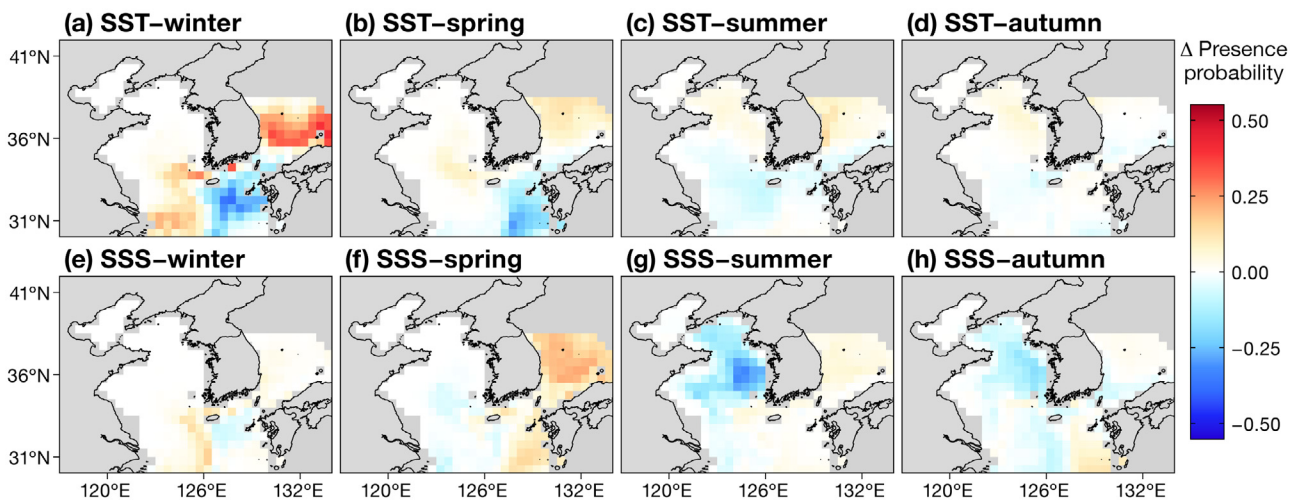 (a) SST−winter
(b) SST−spring
(c) SST−summer
(d) SST−autumn
41°N
36°N
31°N
Δ Presence
probability
0.50
0.25
0.00
−0.25
−0.50
(e) SSS−winter
(f) SSS−spring
(g) SSS−summer
(h) SSS−autumn
41°N
36°N
31°N
120°E 126°E 132°E
120°E 126°E 132°E
120°E 126°E 132°E
120°E 126°E 132°E